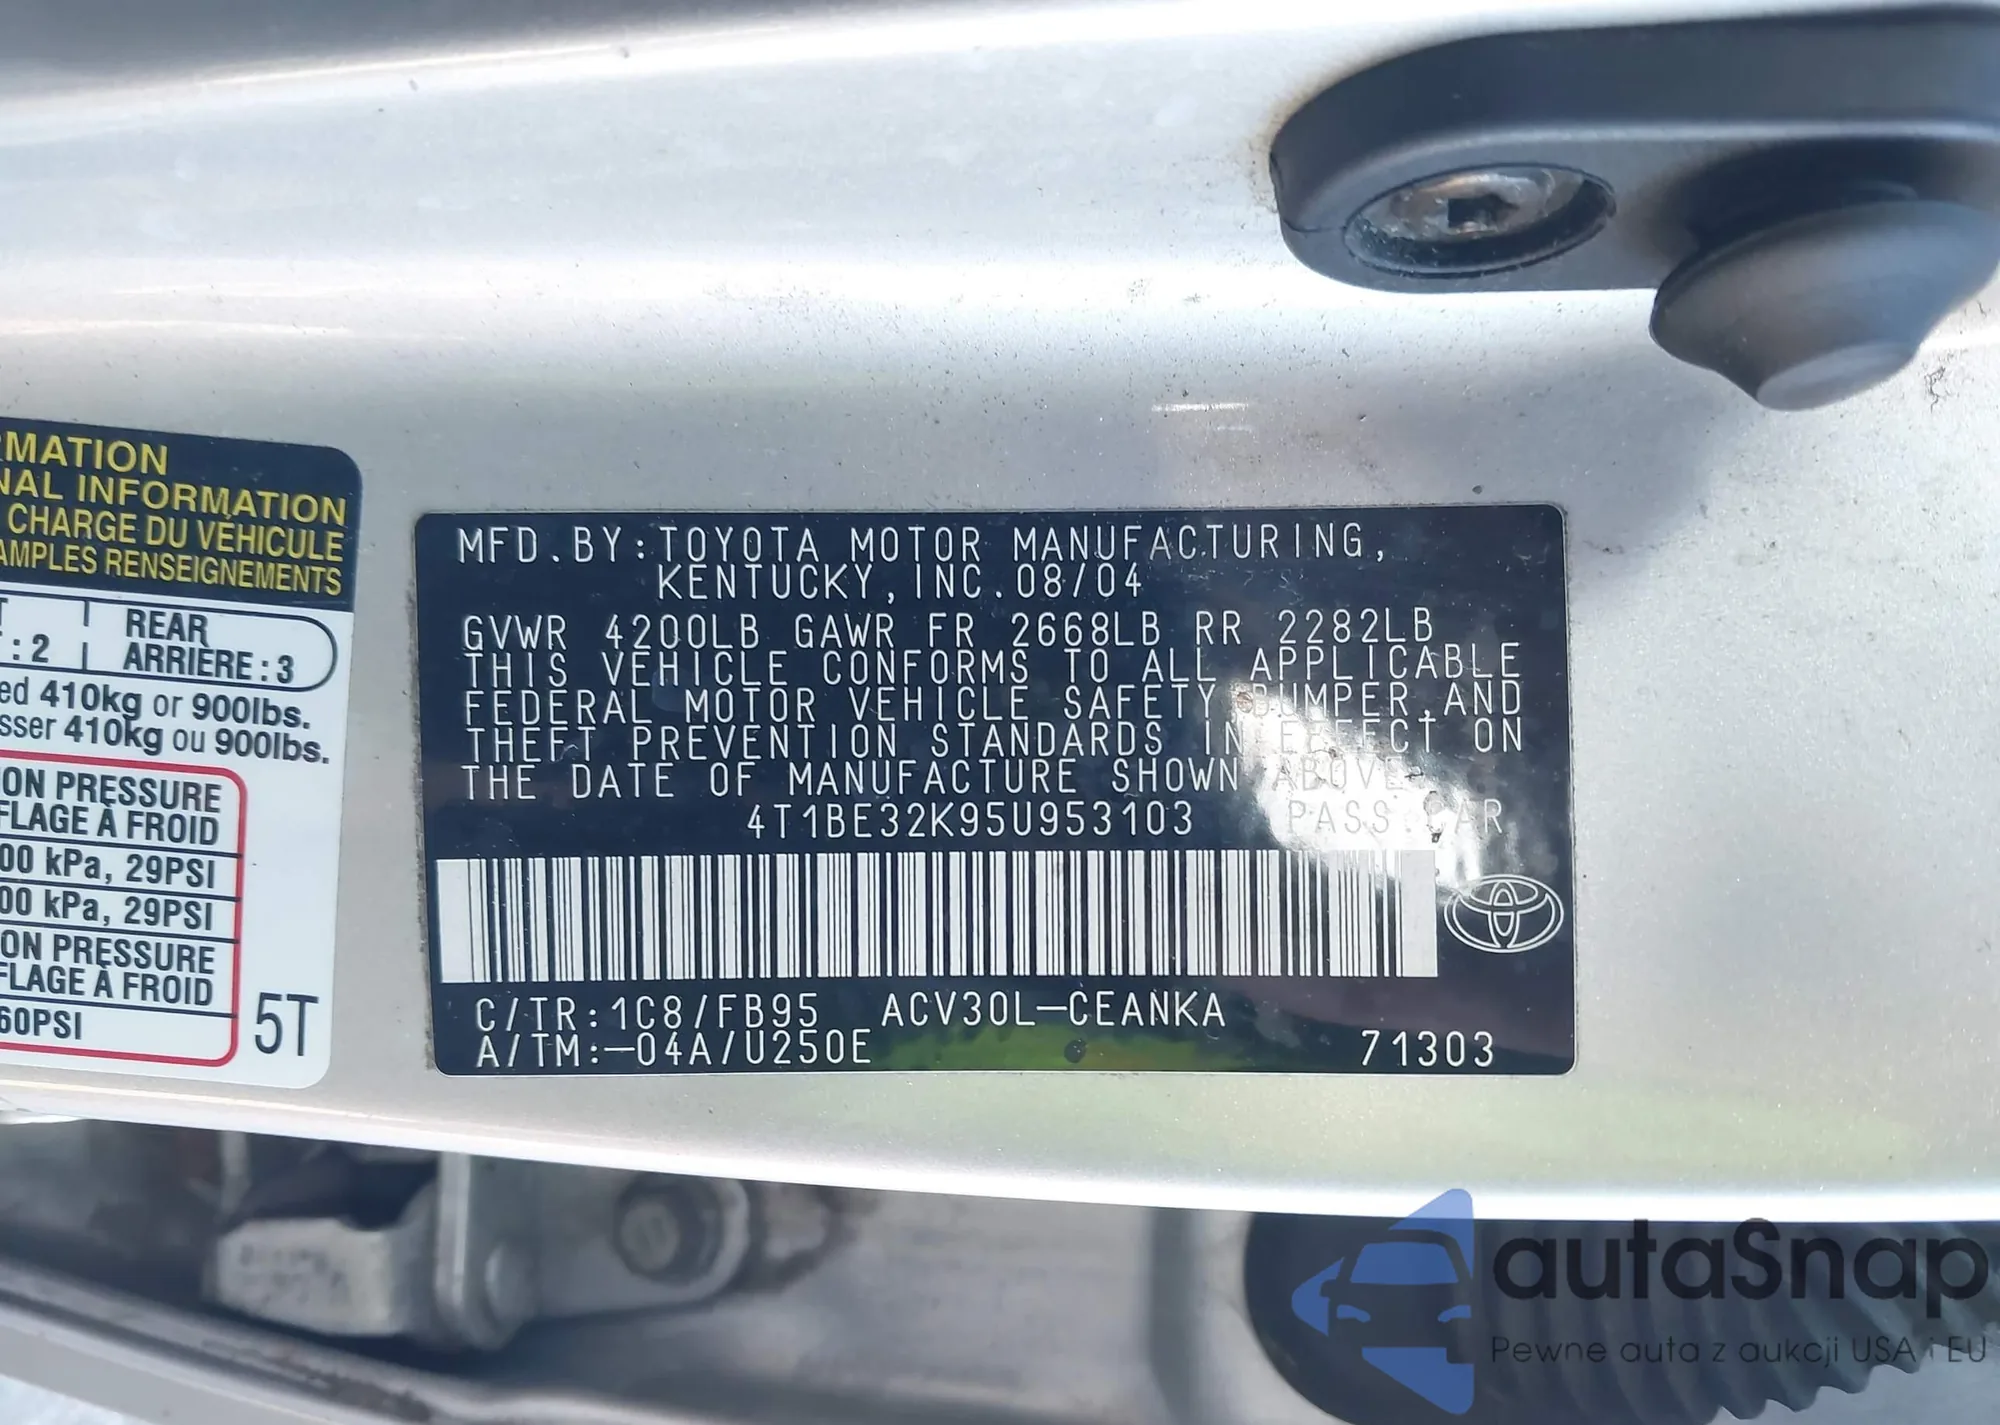 RMATION
NAL INFORMATION
CHARGE DU VÉHICULE
AMPLES RENSEIGNEMENTS
REAR
: 2
ARRIÈRE : 3
ed 410kg or 900lbs.
sser 410kg ou 900lbs.
ON PRESSURE
FLAGE À FROID
00 kPa, 29PSI
00 kPa, 29PSI
ON PRESSURE
FLAGE À FROID
60PSI
5T
MFD.BY:TOYOTA MOTOR MANUFACTURING,
KENTUCKY,INC.08/04
GVWR 4200LB GAWR FR 2668LB RR 2282LB
THIS VEHICLE CONFORMS TO ALL APPLICABLE
FEDERAL MOTOR VEHICLE SAFETY,BUMPER,AND
THEFT PREVENTION STANDARDS IN EFFECT ON
THE DATE OF MANUFACTURE SHOWN ABOVE.
4T1BE32K95U953103 PASS.CAR
C/TR:1C8/FB95 ACV30L-CEANKA
A/TM:-04A/U250E 71303
autaSnap
Pewne auta z aukcji USA i EU